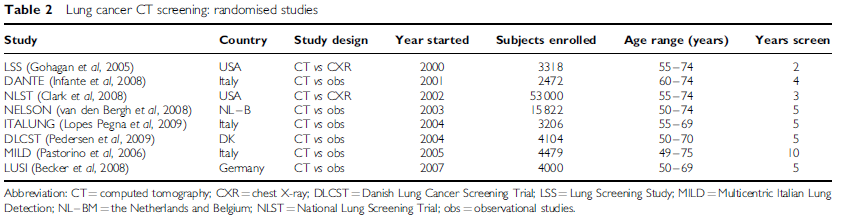 Table 2 Lung cancer CT screening: randomised studies
Study Country Study design Year started Subjects enrolled Age range (years) Years screen
LSS (Gohagan et al, 2005) USA CT vs CXR 2000 3318 55–74 2
DANTE (Infante et al, 2008) Italy CT vs obs 2001 2472 60–74 4
NLST (Clark et al, 2008) USA CT vs CXR 2002 53 000 55–74 3
NELSON (van den Bergh et al, 2008) NL–B CT vs obs 2003 15 822 50–74 5
ITALUNG (Lopes Pegna et al, 2009) Italy CT vs obs 2004 3206 55–69 5
DLCST (Pedersen et al, 2009) DK CT vs obs 2004 4104 50–70 5
MILD (Pastorino et al, 2006) Italy CT vs obs 2005 4479 49–75 10
LUSI (Becker et al, 2008) Germany CT vs obs 2007 4000 50–69 5
Abbreviation: CT=computed tomography; CXR=chest X-ray; DLCST=Danish Lung Cancer Screening Trial; LSS=Lung Screening Study; MILD=Multicentric Italian Lung
Detection; NL–BM=the Netherlands and Belgium; NLST=National Lung Screening Trial; obs=observational studies.